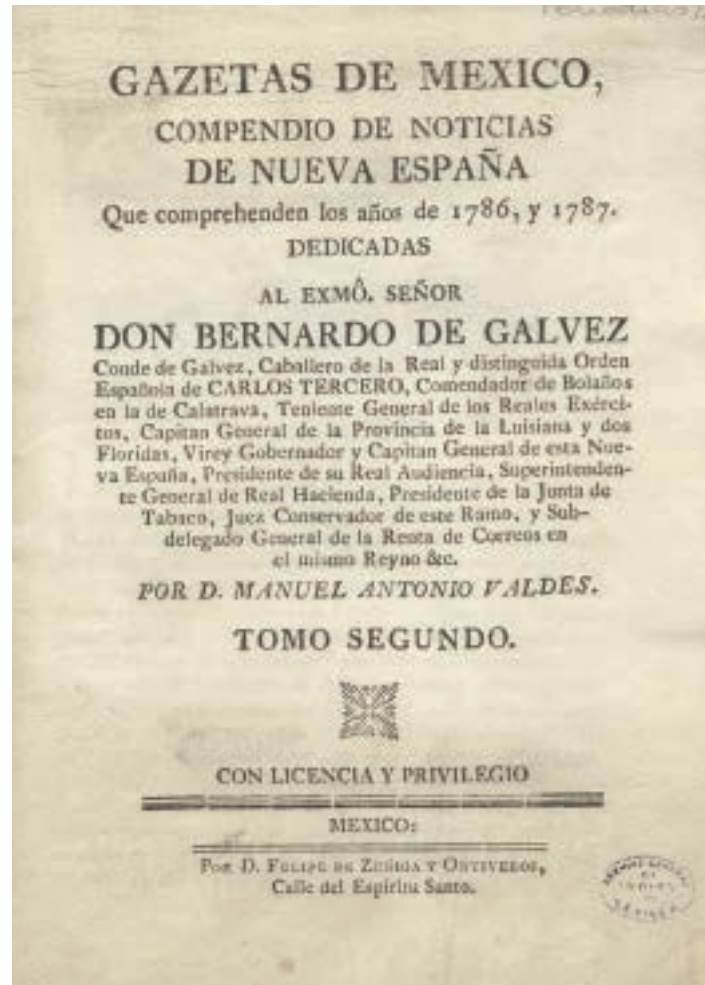 GAZETAS DE MEXICO,
COMPENDIO DE NOTICIAS
DE NUEVA ESPAÑA
Que comprehenden los años de 1786, y 1787.
DEDICADAS
AL EXMÔ. SEÑOR
DON BERNARDO DE GALVEZ
Conde de Galvez, Caballero de la Real y distinguida Orden
Española de CARLOS TERCERO, Comendador de Bolaños
en la de Calatrava, Teniente General de los Reales Exérci-
tos, Capitan General de la Provincia de la Luisiana y dos
Floridas, Virey Gobernador y Capitan General de esta Nue-
va España, Presidente de su Real Audiencia, Superintenden-
te General de Real Hacienda, Presidente de la Junta de
Tabaco, Juez Conservador de este Ramo, y Sub-
delegado General de la Renta de Correos en
el mismo Reyno &c.
POR D. MANUEL ANTONIO VALDES.
TOMO SEGUNDO.
CON LICENCIA Y PRIVILEGIO
MEXICO:
POR D. FELIPE DE ZUÑIGA Y ONTIVEROS,
Calle del Espíritu Santo.
ARCHIVO GENERAL
DE
INDIAS
SEVILLA